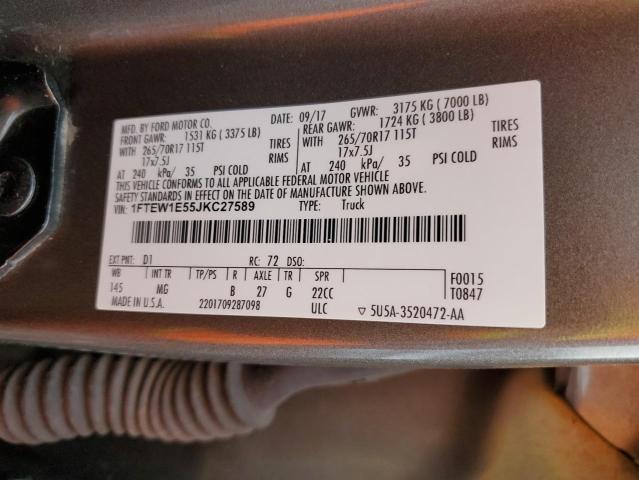 MFD. BY FORD MOTOR CO. DATE: 09/17 GVWR: 3175 KG ( 7000 LB)
FRONT GAWR: 1531 KG ( 3375 LB) REAR GAWR: 1724 KG ( 3800 LB)
WITH 265/70R17 115T TIRES WITH 265/70R17 115T TIRES
17x7.5J RIMS 17x7.5J RIMS
AT 240 kPa/ 35 PSI COLD AT 240 kPa/ 35 PSI COLD
THIS VEHICLE CONFORMS TO ALL APPLICABLE FEDERAL MOTOR VEHICLE
SAFETY STANDARDS IN EFFECT ON THE DATE OF MANUFACTURE SHOWN ABOVE.
VIN: 1FTEW1E55JKC27589 TYPE: Truck
EXT PNT: D1 RC: 72 DSO:
WB INT TR TP/PS R AXLE TR SPR F0015
145 MG B 27 G 22CC T0847
MADE IN U.S.A. 2201709287098 ULC ▽ 5U5A-3520472-AA